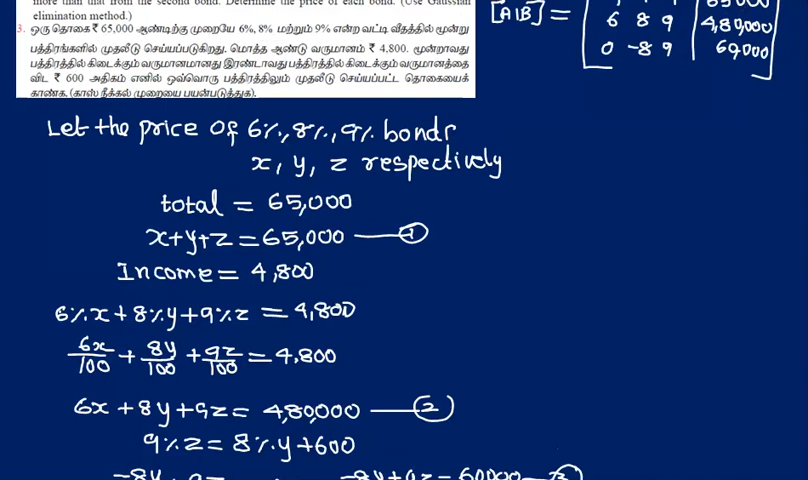 more than that from the second bond. Determine the price of each bond. (Use Gaussian
elimination method.)
3. ஒரு தொகை ₹ 65,000 ஆண்டிற்கு முறையே 6%, 8% மற்றும் 9% என்ற வட்டி வீதத்தில் மூன்று
பத்திரங்களில் முதலீடு செய்யப்படுகிறது. மொத்த ஆண்டு வருமானம் ₹ 4,800. மூன்றாவது
பத்திரத்தில் கிடைக்கும் வருமானமானது இரண்டாவது பத்திரத்தில் கிடைக்கும் வருமானத்தை
விட ₹ 600 அதிகம் எனில் ஒவ்வொரு பத்திரத்திலும் முதலீடு செய்யப்பட்ட தொகையைக்
காண்க. (காஸ் நீக்கல் முறையை பயன்படுத்துக).
[A|B] =
6 8 9 | 4,80,000
0 -8 9 | 60,000
Let the price of 6%, 8%, 9% bonds
x, y, z respectively
total = 65,000
x+y+z = 65,000 — 1
Income = 4,800
6%x + 8%y + 9%z = 4,800
6x/100 + 8y/100 + 9z/100 = 4,800
6x + 8y + 9z = 4,80,000 — 2
9%z = 8%y + 600
-8y+9z = 60000 — 3